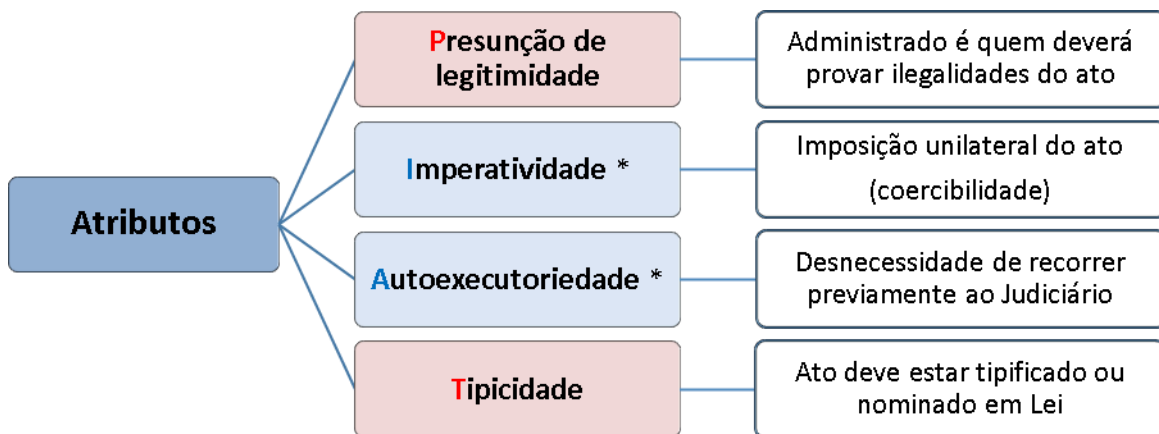 Atributos
Presunção de
legitimidade
Administrado é quem deverá
provar ilegalidades do ato
Imperatividade *
Imposição unilateral do ato
(coercibilidade)
Autoexecutoriedade *
Desnecessidade de recorrer
previamente ao Judiciário
Tipicidade
Ato deve estar tipificado ou
nominado em Lei